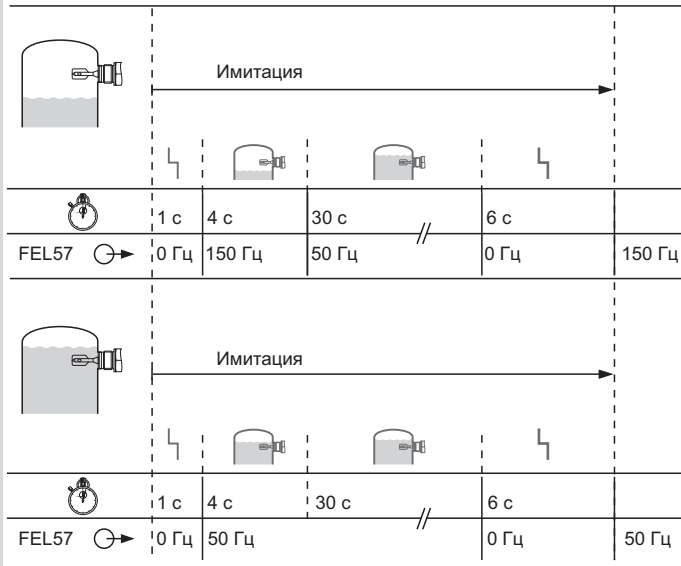 Имитация
1 с 4 с 30 с 6 с
FEL57 0 Гц 150 Гц 50 Гц 0 Гц 150 Гц
Имитация
1 с 4 с 30 с 6 с
FEL57 0 Гц 50 Гц 0 Гц 50 Гц